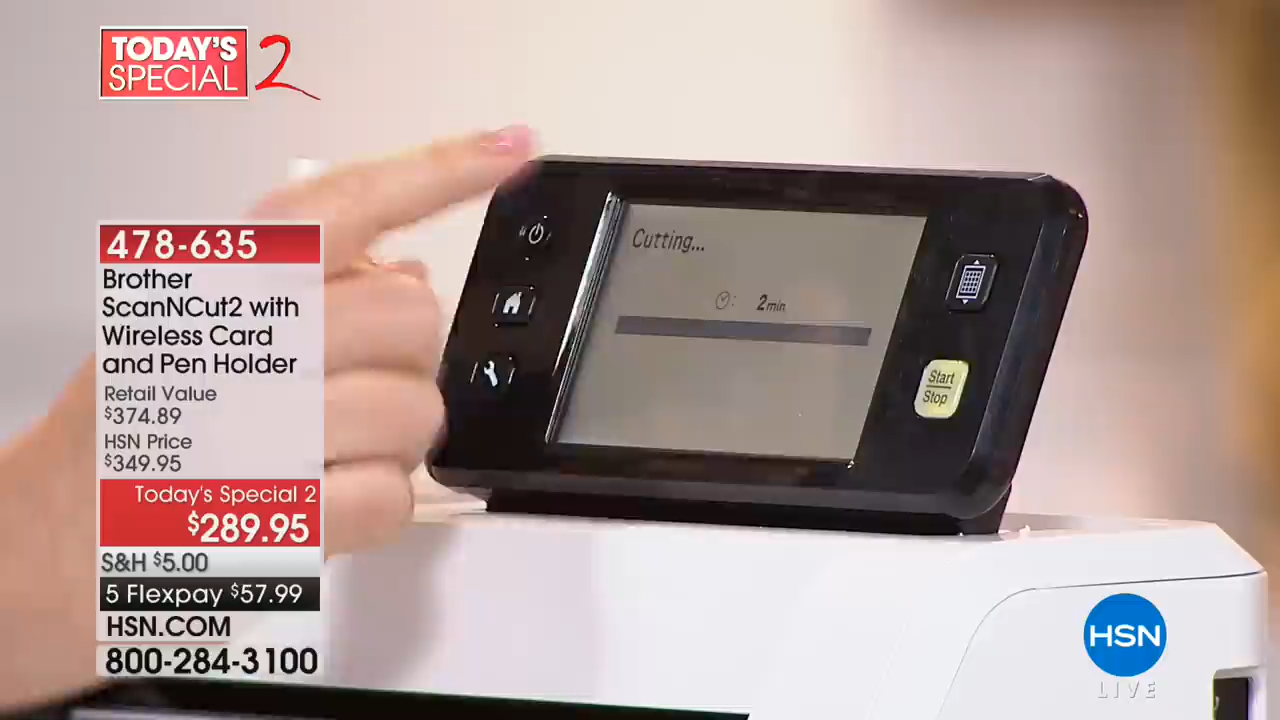 TODAY'S
SPECIAL 2
478-635
Brother
ScanNCut2 with
Wireless Card
and Pen Holder
Retail Value
$374.89
HSN Price
$349.95
Today's Special 2
$289.95
S&H $5.00
5 Flexpay $57.99
HSN.COM
800-284-3100
Cutting...
: 2min
Start
Stop
HSN
LIVE